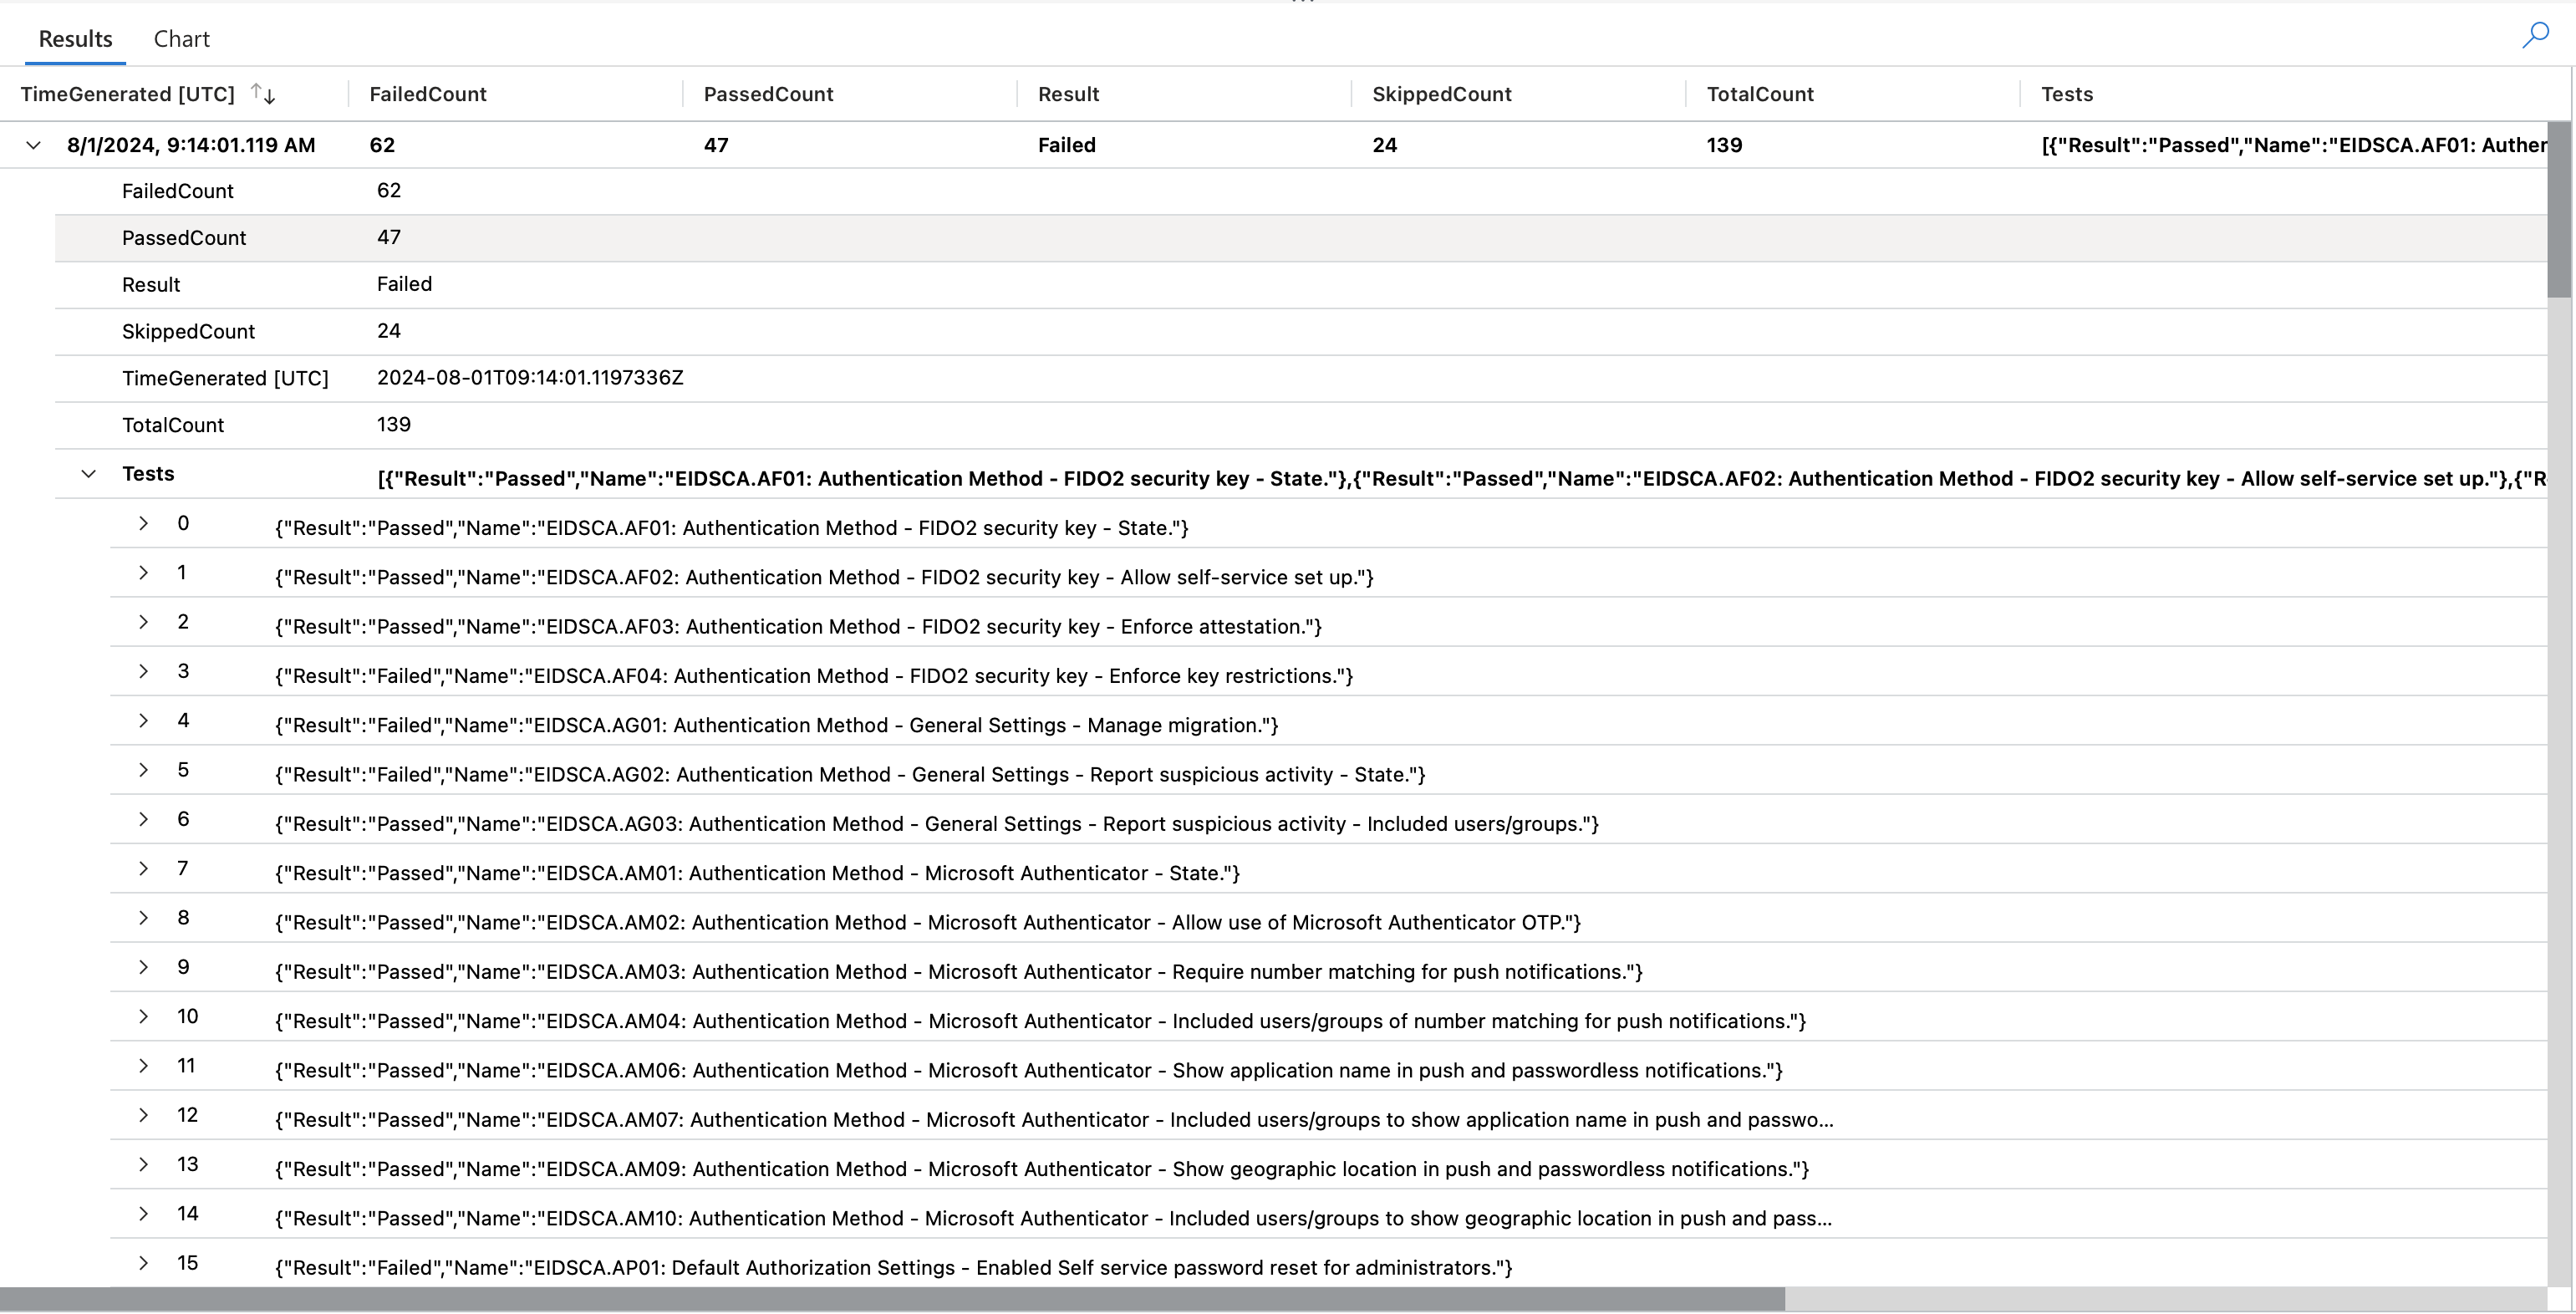 Results Chart
TimeGenerated [UTC] FailedCount PassedCount Result SkippedCount TotalCount Tests
8/1/2024, 9:14:01.119 AM 62 47 Failed 24 139 [{"Result":"Passed","Name":"EIDSCA.AF01: Authen
FailedCount 62
PassedCount 47
Result Failed
SkippedCount 24
TimeGenerated [UTC] 2024-08-01T09:14:01.1197336Z
TotalCount 139
Tests [{"Result":"Passed","Name":"EIDSCA.AF01: Authentication Method - FIDO2 security key - State."},{"Result":"Passed","Name":"EIDSCA.AF02: Authentication Method - FIDO2 security key - Allow self-service set up."},{"R
0 {"Result":"Passed","Name":"EIDSCA.AF01: Authentication Method - FIDO2 security key - State."}
1 {"Result":"Passed","Name":"EIDSCA.AF02: Authentication Method - FIDO2 security key - Allow self-service set up."}
2 {"Result":"Passed","Name":"EIDSCA.AF03: Authentication Method - FIDO2 security key - Enforce attestation."}
3 {"Result":"Failed","Name":"EIDSCA.AF04: Authentication Method - FIDO2 security key - Enforce key restrictions."}
4 {"Result":"Failed","Name":"EIDSCA.AG01: Authentication Method - General Settings - Manage migration."}
5 {"Result":"Failed","Name":"EIDSCA.AG02: Authentication Method - General Settings - Report suspicious activity - State."}
6 {"Result":"Passed","Name":"EIDSCA.AG03: Authentication Method - General Settings - Report suspicious activity - Included users/groups."}
7 {"Result":"Passed","Name":"EIDSCA.AM01: Authentication Method - Microsoft Authenticator - State."}
8 {"Result":"Passed","Name":"EIDSCA.AM02: Authentication Method - Microsoft Authenticator - Allow use of Microsoft Authenticator OTP."}
9 {"Result":"Passed","Name":"EIDSCA.AM03: Authentication Method - Microsoft Authenticator - Require number matching for push notifications."}
10 {"Result":"Passed","Name":"EIDSCA.AM04: Authentication Method - Microsoft Authenticator - Included users/groups of number matching for push notifications."}
11 {"Result":"Passed","Name":"EIDSCA.AM06: Authentication Method - Microsoft Authenticator - Show application name in push and passwordless notifications."}
12 {"Result":"Passed","Name":"EIDSCA.AM07: Authentication Method - Microsoft Authenticator - Included users/groups to show application name in push and passwo...
13 {"Result":"Passed","Name":"EIDSCA.AM09: Authentication Method - Microsoft Authenticator - Show geographic location in push and passwordless notifications."}
14 {"Result":"Passed","Name":"EIDSCA.AM10: Authentication Method - Microsoft Authenticator - Included users/groups to show geographic location in push and pass...
15 {"Result":"Failed","Name":"EIDSCA.AP01: Default Authorization Settings - Enabled Self service password reset for administrators."}